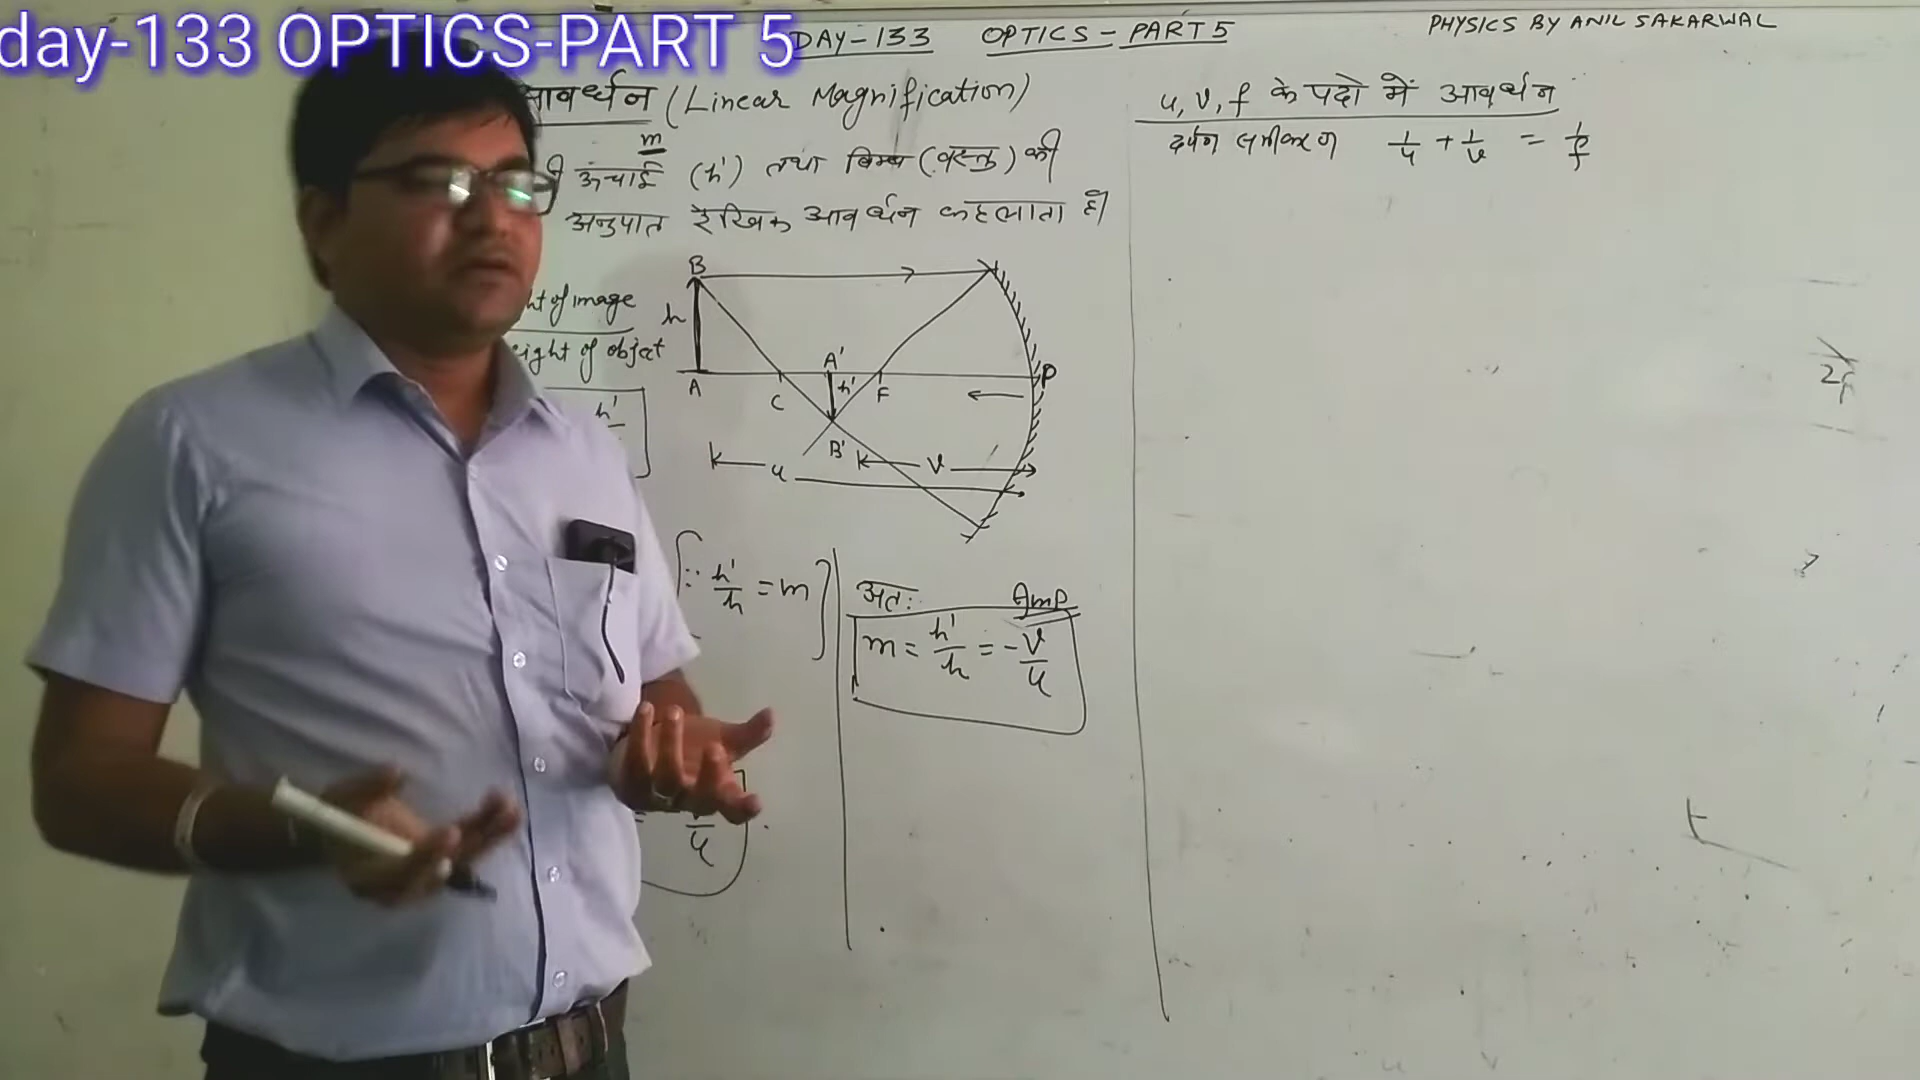 day-133 OPTICS-PART 5
DAY-133 OPTICS-PART 5
PHYSICS BY ANIL SAKARWAL
आवर्धन (Linear Magnification)
m
ऊंचाई (h') तथा बिम्ब (वस्तु) की
अनुपात रेखिक आवर्धन कहलाता है।
ht of image
eight of object
h'
B
h
A
C
A'
h'
F
P
B'
u
v
∵ h'/h = m
u
अतः Imp
m = h'/h = -v/u
u, v, f के पदो में आवर्धन
दर्पण समीकरण 1/u + 1/v = 1/f
2f